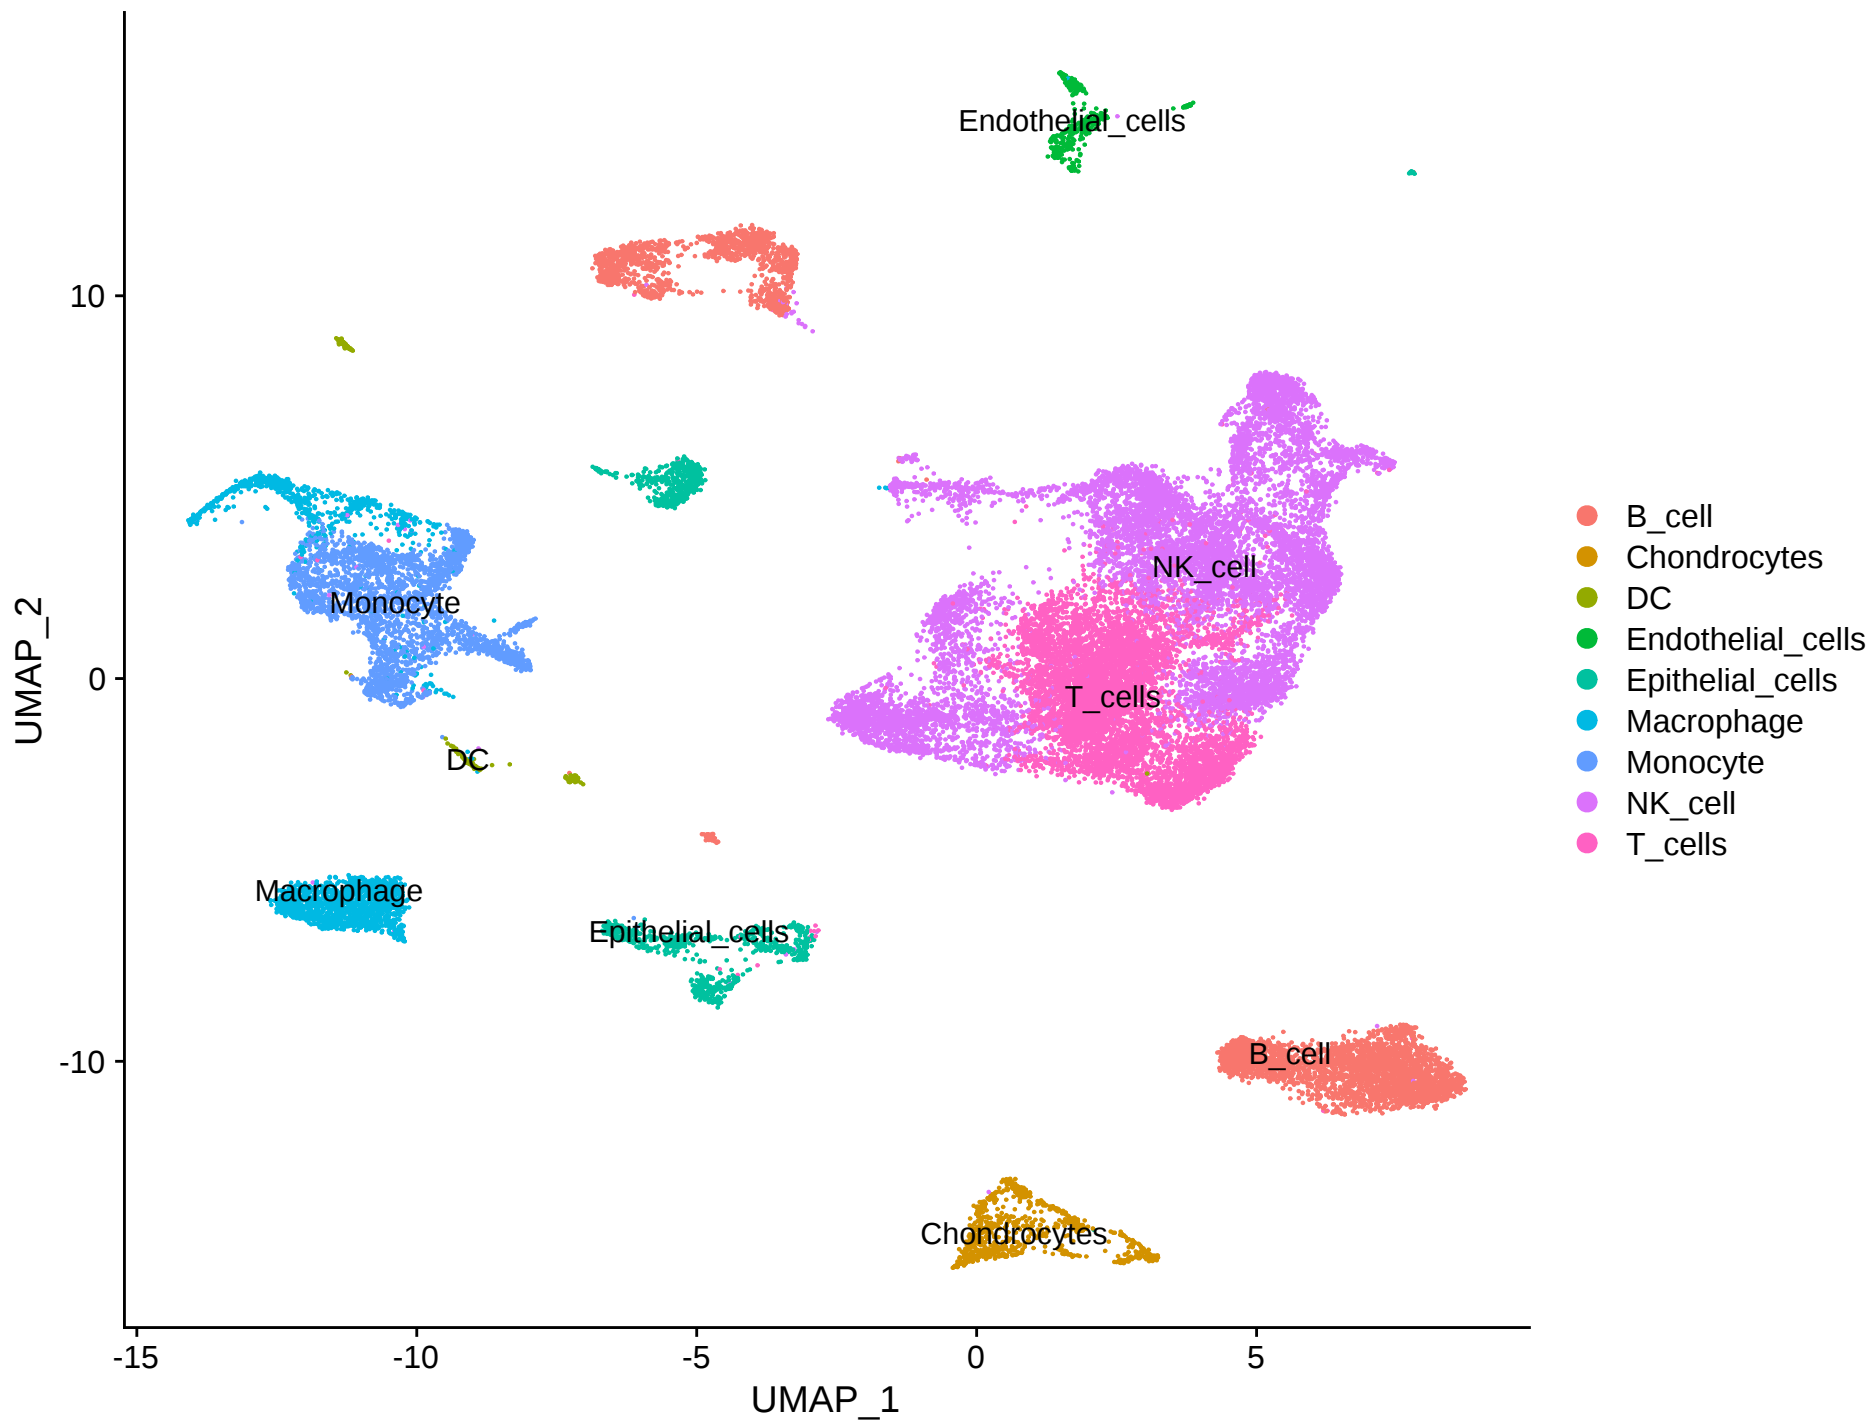 Endothelial_cells
10
NK_cell
Monocyte
0
T_cells
DC
Macrophage
Epithelial_cells
-10
B_cell
Chondrocytes
-15
-10
-5
0
5
UMAP_1
UMAP_2
B_cell
Chondrocytes
DC
Endothelial_cells
Epithelial_cells
Macrophage
Monocyte
NK_cell
T_cells